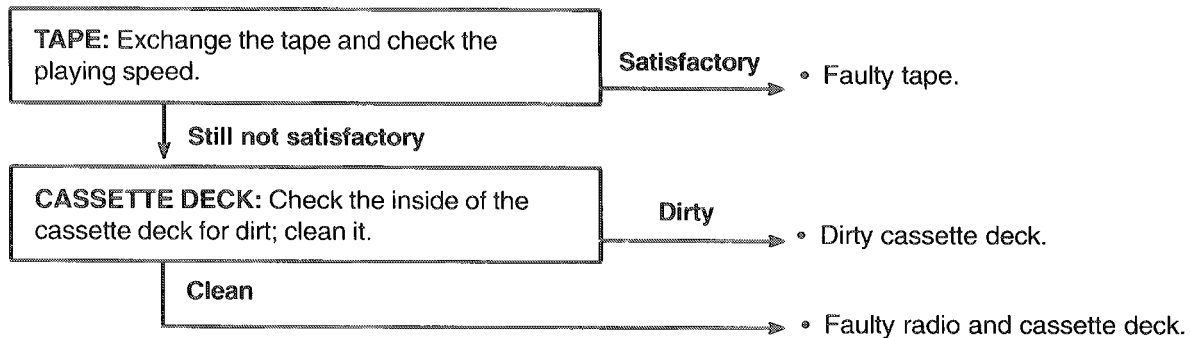 TAPE: Exchange the tape and check the
playing speed.
Satisfactory
• Faulty tape.
Still not satisfactory
CASSETTE DECK: Check the inside of the
cassette deck for dirt; clean it.
Dirty
• Dirty cassette deck.
Clean
• Faulty radio and cassette deck.